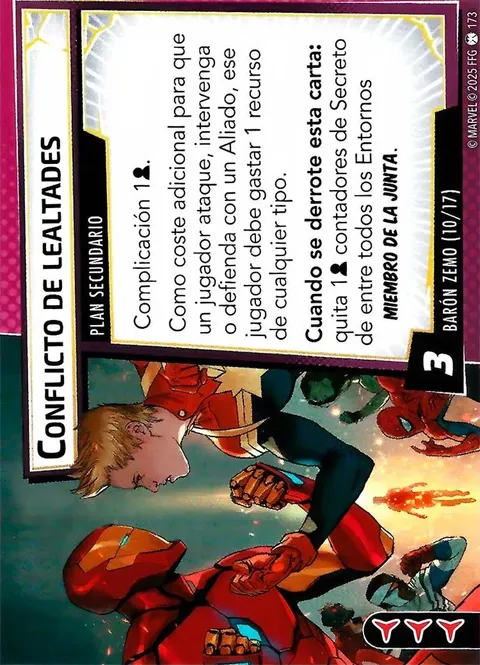 CONFLICTO DE LEALTADES
PLAN SECUNDARIO
Complicación 1.
Como coste adicional para que
un jugador ataque, intervenga
o defienda con un Aliado, ese
jugador debe gastar 1 recurso
de cualquier tipo.
Cuando se derrote esta carta:
quita 1 contadores de Secreto
de entre todos los Entornos
MIEMBRO DE LA JUNTA.
3
BARÓN ZEMO (10/17)
© MARVEL © 2025 FFG 173